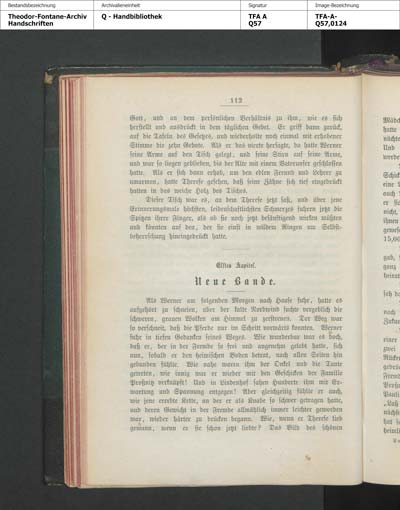 Bestandsbezeichnung
Archivalieneinheit
Signatur
Image-Bezeichnung
Theodor-Fontane-Archiv
Handschriften
Q - Handbibliothek
TFA A
Q57
TFA-A-
Q57,0124
112
Gott, und an dem persönlichen Verhältnis zu ihm, wie es sich
herstellt und ausdrückt in dem täglichen Gebet. Er griff dann zurück,
auf die Tafeln des Gesetzes, und wiederholte noch einmal mit erhobener
Stimme die zehn Gebote. Als er das vierte hersagte, da hatte Werner
seine Arme auf den Tisch gelegt, und seine Stirn auf seine Arme,
und war so liegen geblieben, bis der Alte mit einem Vaterunser geschlossen
hatte. Als er sich dann erhob, um den edlen Freund und Lehrer zu
umarmen, hatte Therese gesehen, daß seine Zähne sich tief eingedrückt
hatten in das weiche Holz des Tisches.
Dieser Tisch war es, an dem Therese jetzt saß, und über jene
Erinnerungsmale höchsten, leidenschaftlichsten Schmerzes fuhren jetzt die
Spitzen ihrer Finger, als ob sie noch jetzt besänftigend wirken müßten
und könnten auf den, der sie einst in wildem Ringen um Selbst-
beherrschung hineingedrückt hatte.
Elftes Kapitel.
Neue Bande.
Als Werner am folgenden Morgen nach Hause fuhr, hatte es
aufgehört zu schneien, aber der kalte Nordwind suchte vergeblich die
schweren, grauen Wolken am Himmel zu zerstreuen. Der Weg war
so verschneit, daß die Pferde nur im Schritt vorwärts konnten. Werner
fuhr in tiefen Gedanken seines Weges. Wie wunderbar war es doch,
daß er, der in der Fremde so frei und ungebunden gelebt hatte, sich
nun, sobald er den heimischen Boden betrat, nach allen Seiten hin
gebunden fühlte. Wie nahe waren ihm der Onkel und die Tante
getreten, wie innig war er wieder mit den Geschicken der Familie
Proßnitz verknüpft! Und in Lindenhof sahen Hunderte ihm mit Er-
wartung und Spannung entgegen! Aber gleichzeitig fühlte er auch,
wie jene ererbte Kette, an der er als Knabe so schwer getragen hatte,
und deren Gewicht in der Fremde allmählich immer leichter geworden
war, wieder härter zu drücken begann. Wie, wenn er Therese lieb
gewann, wenn er sie schon jetzt liebte? Das Bild des schönen